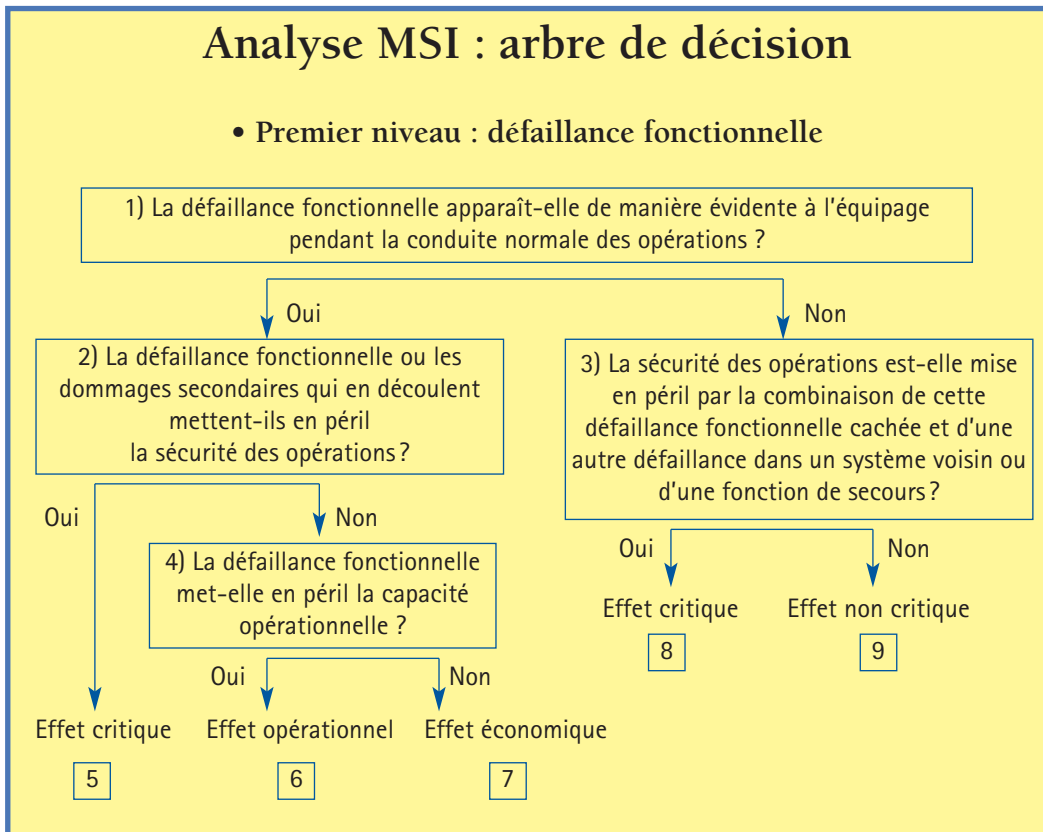 Analyse MSI : arbre de décision
• Premier niveau : défaillance fonctionnelle
1) La défaillance fonctionnelle apparaît-elle de manière évidente à l'équipage
pendant la conduite normale des opérations ?
Oui
Non
2) La défaillance fonctionnelle ou les
dommages secondaires qui en découlent
mettent-ils en péril
la sécurité des opérations ?
3) La sécurité des opérations est-elle mise
en péril par la combinaison de cette
défaillance fonctionnelle cachée et d'une
autre défaillance dans un système voisin ou
d'une fonction de secours ?
Oui
Non
4) La défaillance fonctionnelle
met-elle en péril la capacité
opérationnelle ?
Oui
Non
Effet critique
8
Effet non critique
9
Oui
Non
Effet critique
5
Effet opérationnel
6
Effet économique
7